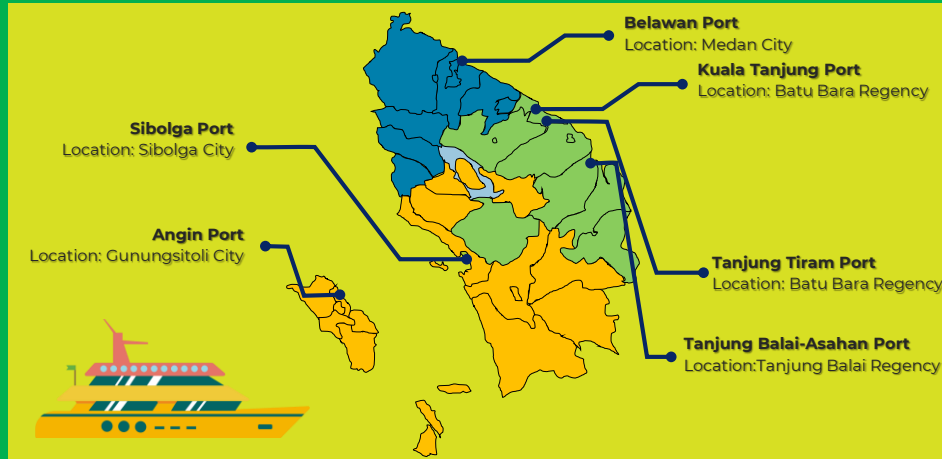 Belawan Port
Location: Medan City
Kuala Tanjung Port
Location: Batu Bara Regency
Sibolga Port
Location: Sibolga City
Angin Port
Location: Gunungsitoli City
Tanjung Tiram Port
Location: Batu Bara Regency
Tanjung Balai-Asahan Port
Location:Tanjung Balai Regency